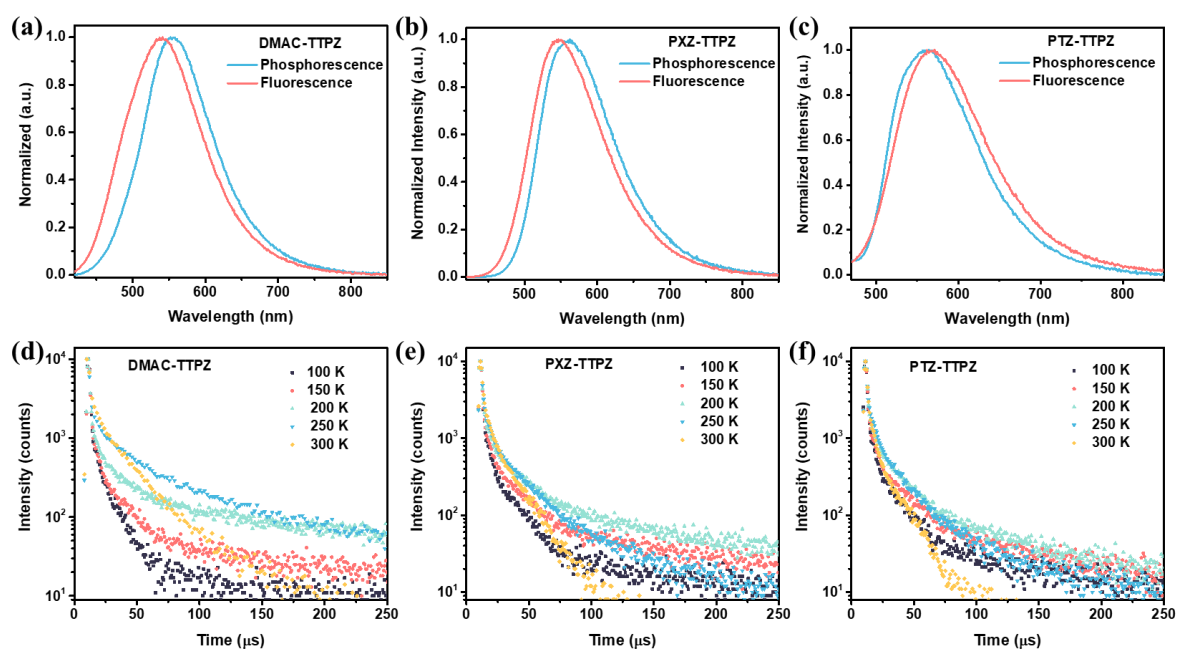 (a)
DMAC-TTPZ
Phosphorescence
Fluorescence
Normalized (a.u.)
1.0
0.8
0.6
0.4
0.2
0.0
500 600 700 800
Wavelength (nm)
(b)
PXZ-TTPZ
Phosphorescence
Fluorescence
Normalized Intensity (a.u.)
1.0
0.8
0.6
0.4
0.2
0.0
500 600 700 800
Wavelength (nm)
(c)
PTZ-TTPZ
Phosphorescence
Fluorescence
Normalized Intensity (a.u.)
1.0
0.8
0.6
0.4
0.2
0.0
500 600 700 800
Wavelength (nm)
(d)
DMAC-TTPZ
100 K
150 K
200 K
250 K
300 K
Intensity (counts)
10⁴
10³
10²
10¹
0 50 100 150 200 250
Time (μs)
(e)
PXZ-TTPZ
100 K
150 K
200 K
250 K
300 K
Intensity (counts)
10⁴
10³
10²
10¹
0 50 100 150 200 250
Time (μs)
(f)
PTZ-TTPZ
100 K
150 K
200 K
250 K
300 K
Intensity (counts)
10⁴
10³
10²
10¹
0 50 100 150 200 250
Time (μs)